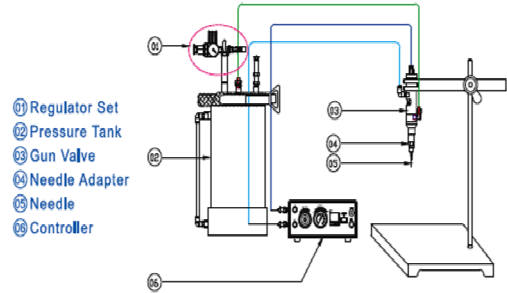 01
01 Regulator Set
02 Pressure Tank
03 Gun Valve
04 Needle Adapter
05 Needle
06 Controller
02
03
04
05
06